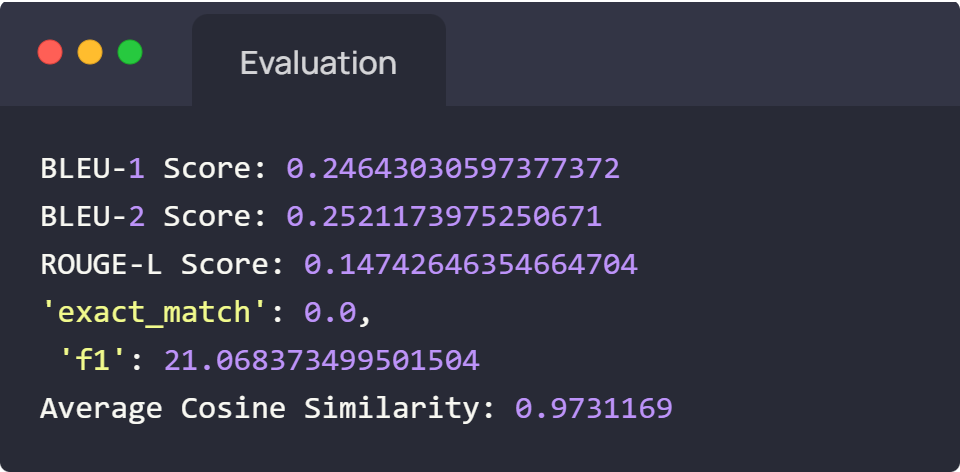 Evaluation
BLEU-1 Score: 0.24643030597377372
BLEU-2 Score: 0.2521173975250671
ROUGE-L Score: 0.14742646354664704
'exact_match': 0.0,
'f1': 21.068373499501504
Average Cosine Similarity: 0.9731169